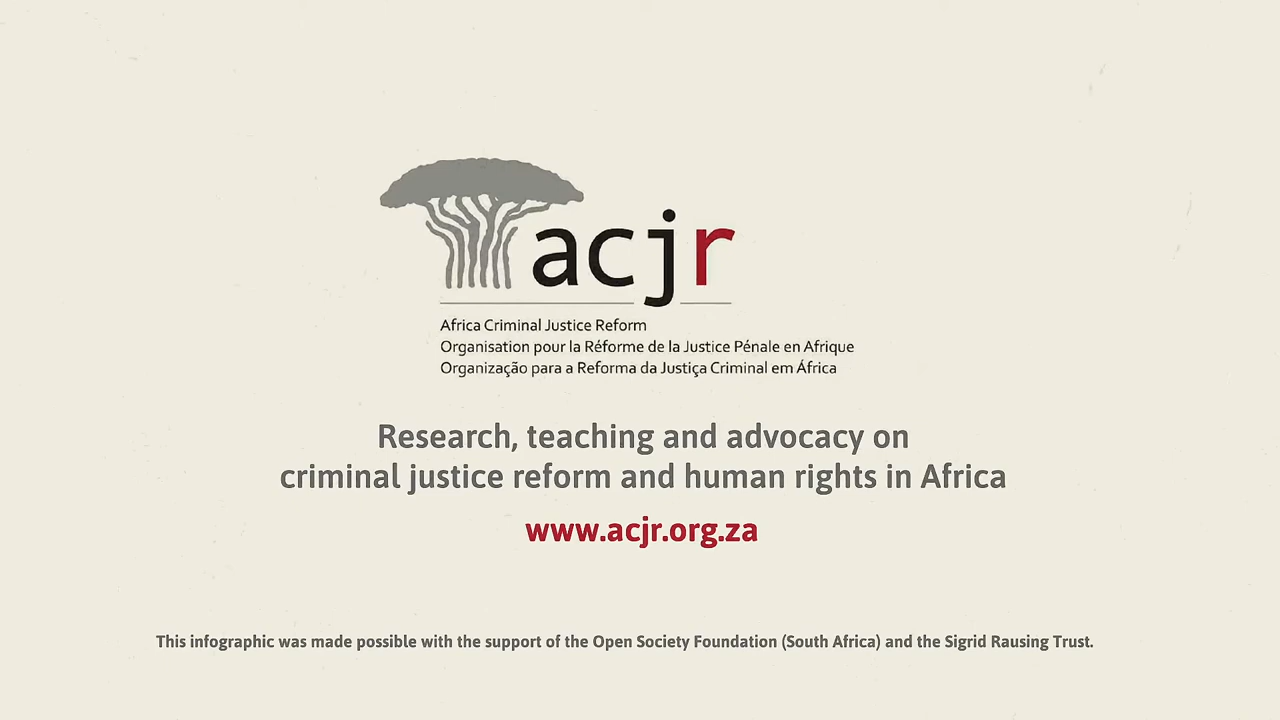 acjr
Africa Criminal Justice Reform
Organisation pour la Réforme de la Justice Pénale en Afrique
Organização para a Reforma da Justiça Criminal em África
Research, teaching and advocacy on
criminal justice reform and human rights in Africa
www.acjr.org.za
This infographic was made possible with the support of the Open Society Foundation (South Africa) and the Sigrid Rausing Trust.